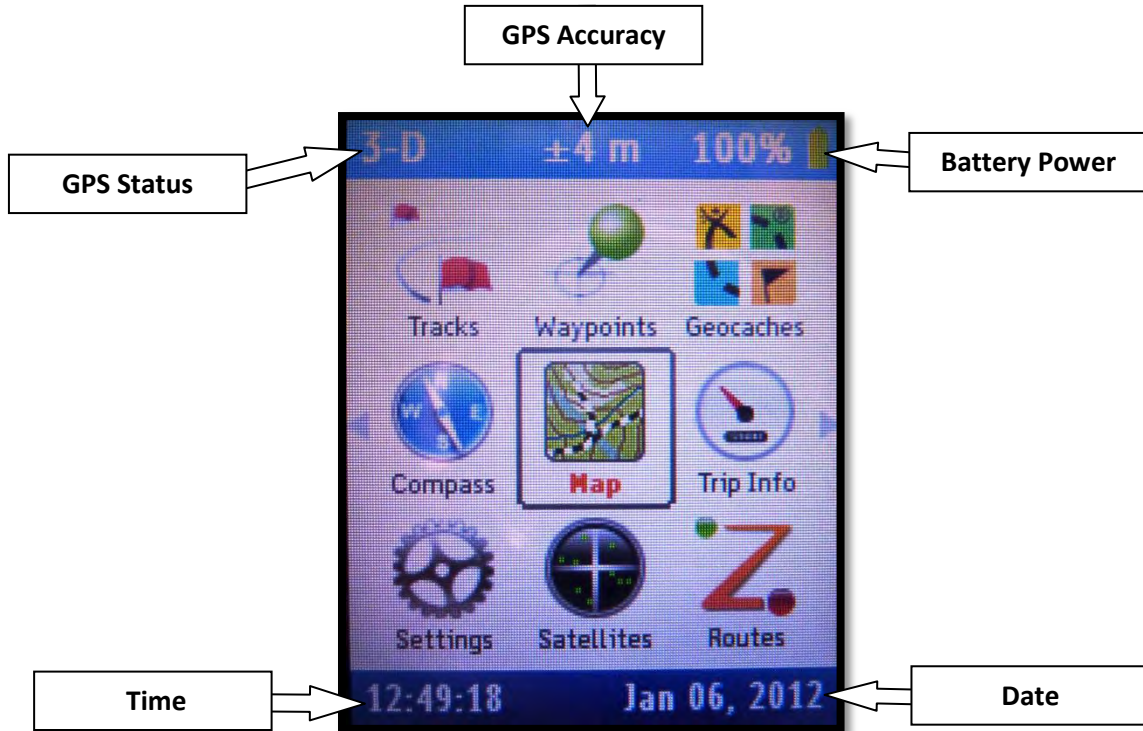 GPS Accuracy
3-D ±4 m 100%
GPS Status
Battery Power
Tracks Waypoints Geocaches
W E
S
Compass Map Trip Info
Settings Satellites Routes
Time
12:49:18 Jan 06, 2012
Date